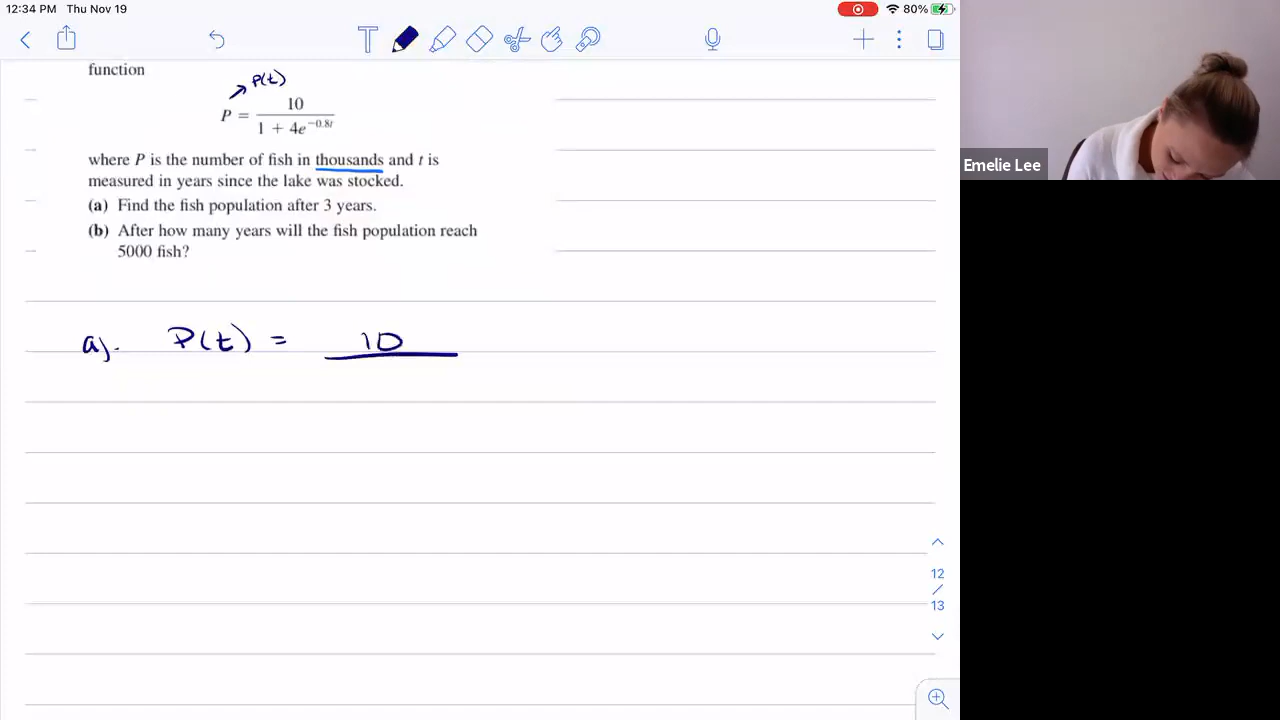 12:34 PM Thu Nov 19
80%
function
P(t)
P = 10 / (1 + 4e^{-0.8t})
where P is the number of fish in thousands and t is
measured in years since the lake was stocked.
(a) Find the fish population after 3 years.
(b) After how many years will the fish population reach
5000 fish?
a). P(t) = 10
12
/
13
Emelie Lee